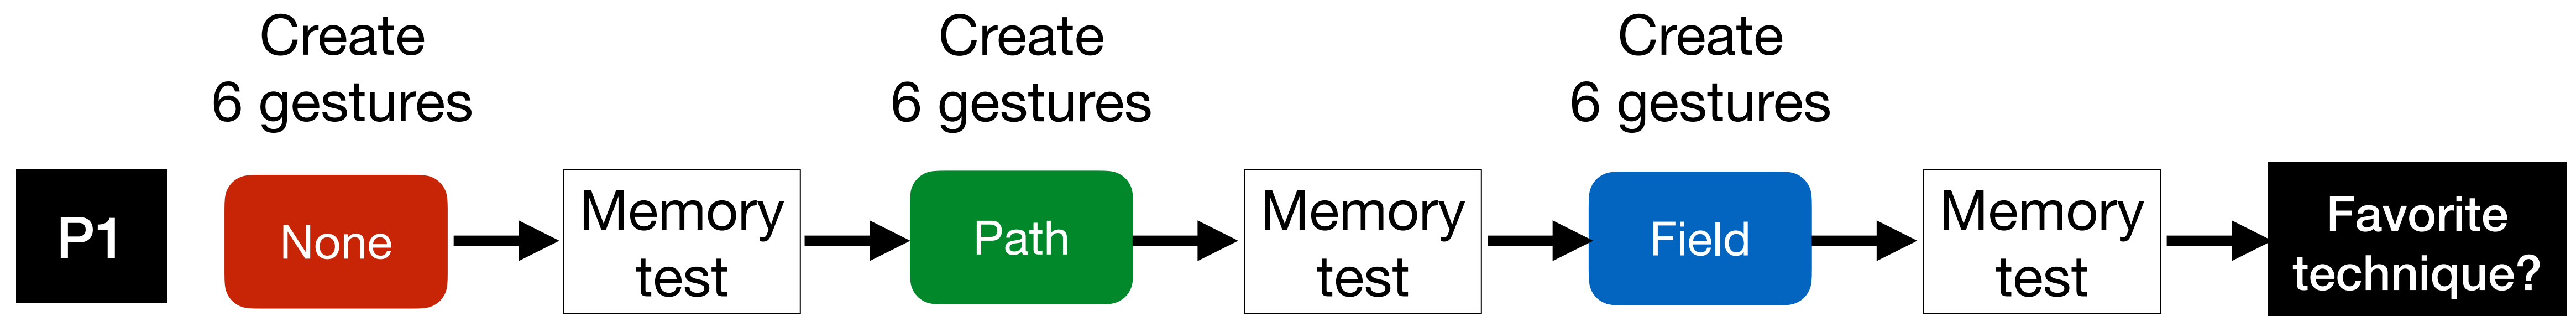 Create
6 gestures
Create
6 gestures
Create
6 gestures
P1
None
Memory
test
Path
Memory
test
Field
Memory
test
Favorite
technique?